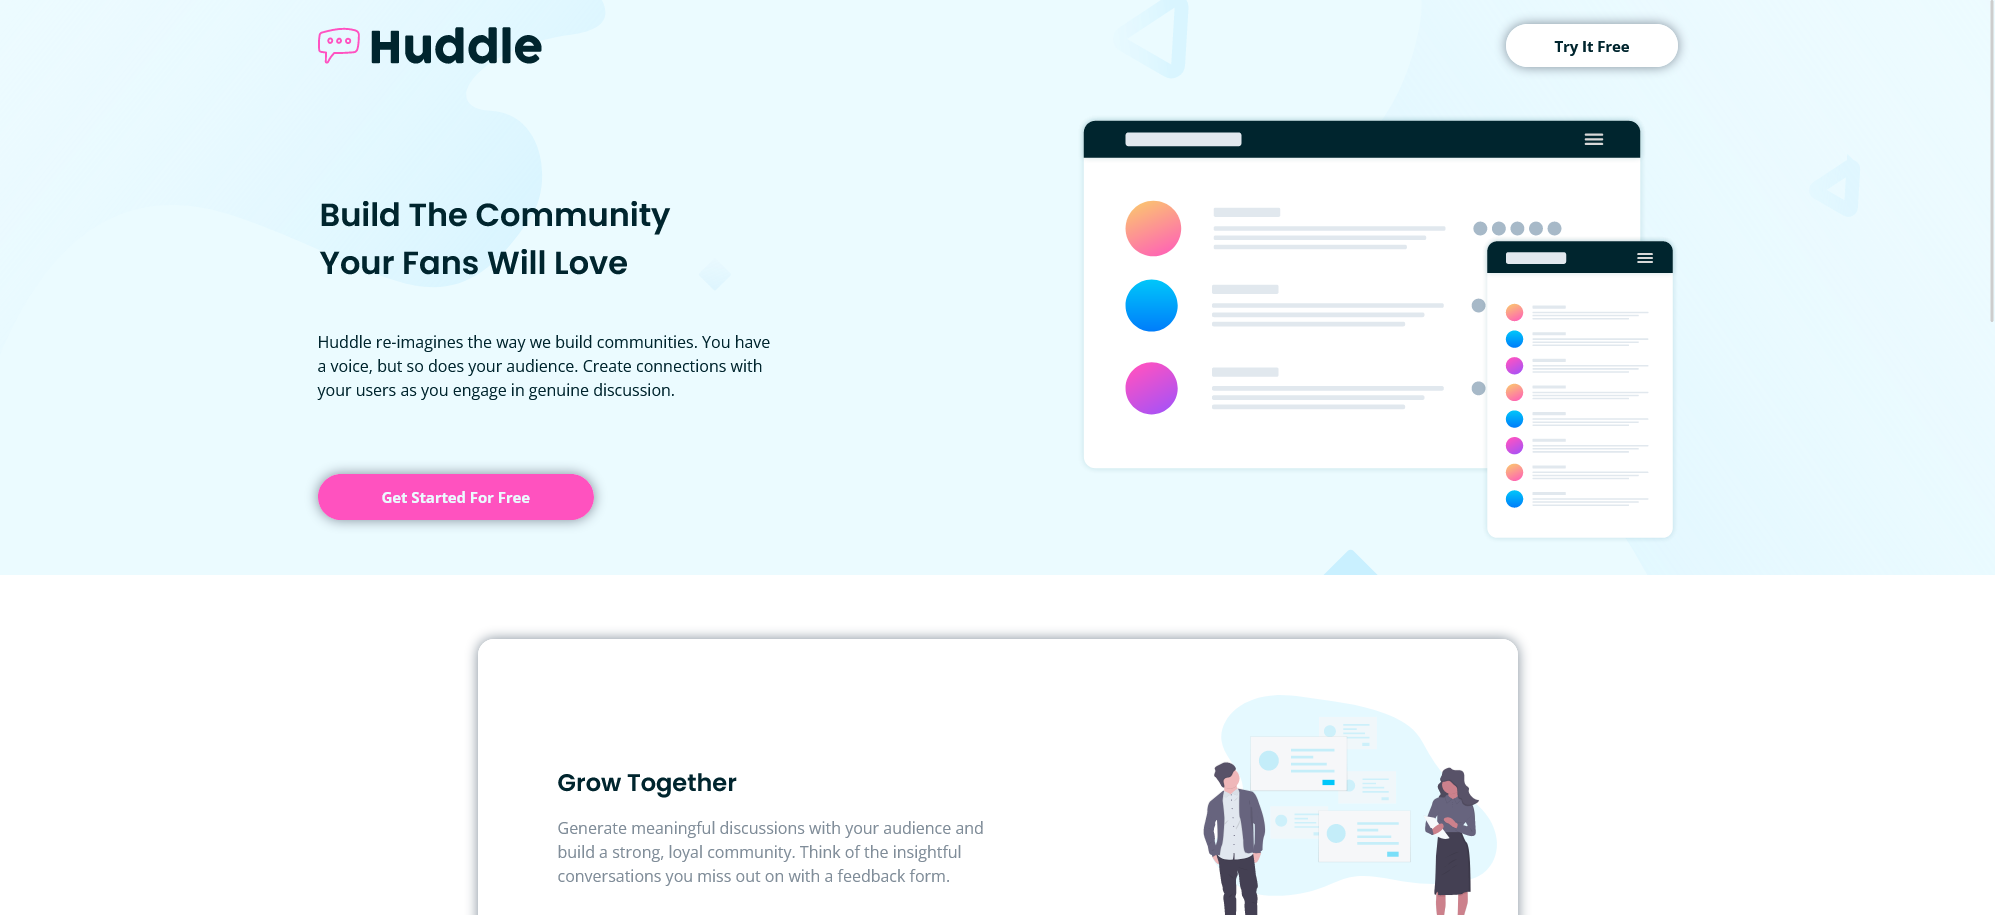 Huddle
Try It Free
Build The Community
Your Fans Will Love
Huddle re-imagines the way we build communities. You have
a voice, but so does your audience. Create connections with
your users as you engage in genuine discussion.
Get Started For Free
Grow Together
Generate meaningful discussions with your audience and
build a strong, loyal community. Think of the insightful
conversations you miss out on with a feedback form.